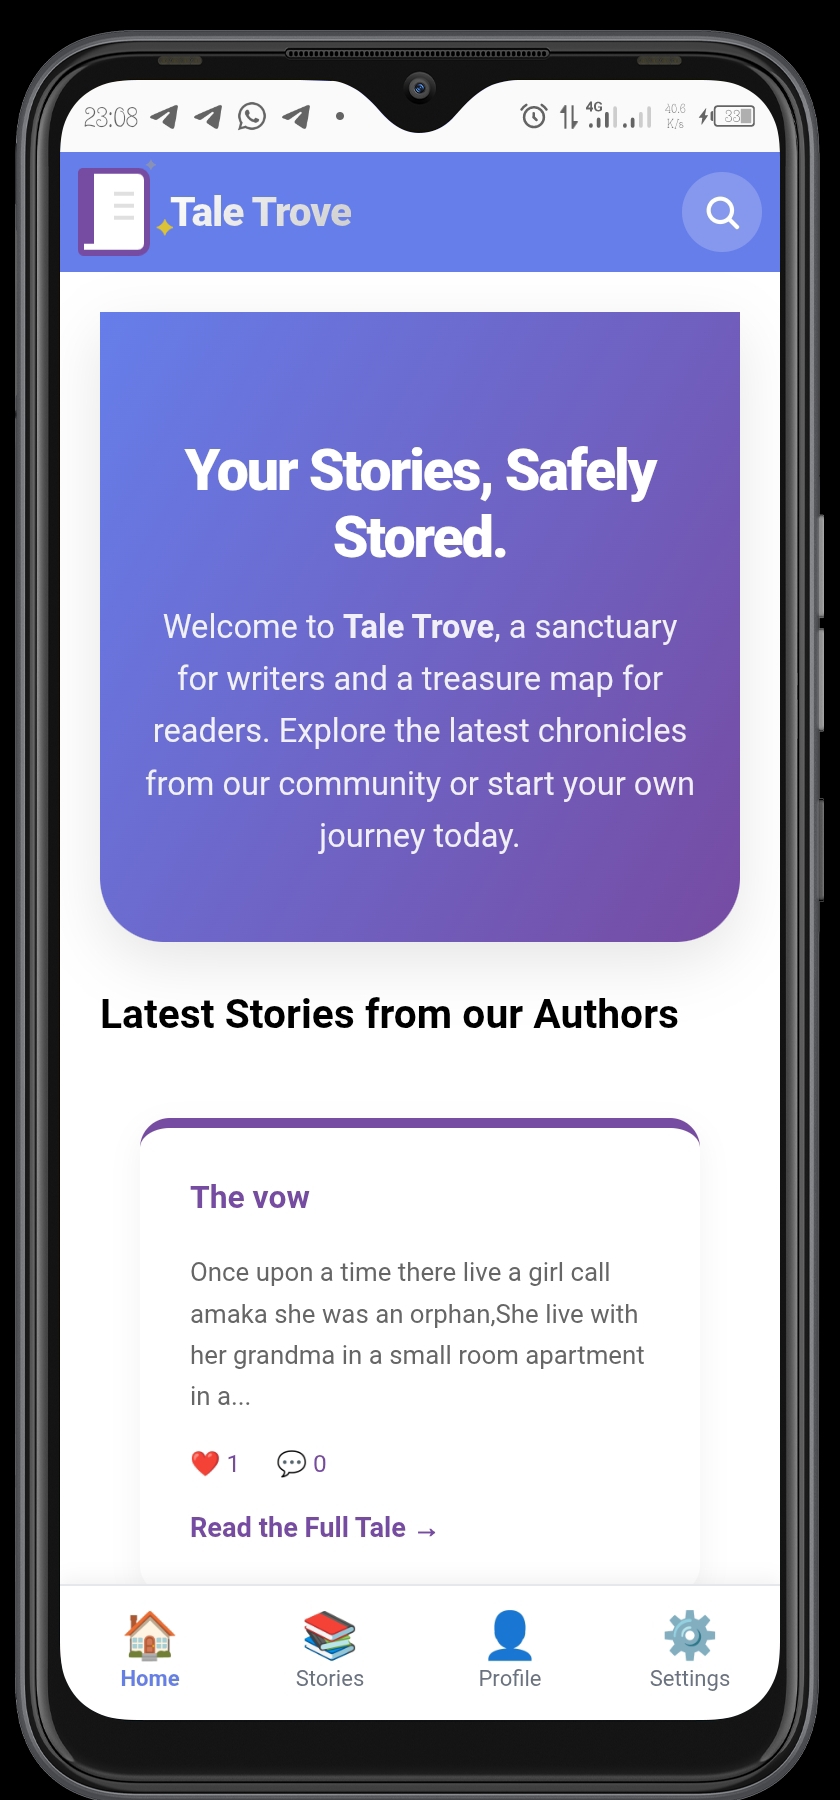 23:08
4G
40.6
K/s
33
Tale Trove
Your Stories, Safely
Stored.
Welcome to Tale Trove, a sanctuary
for writers and a treasure map for
readers. Explore the latest chronicles
from our community or start your own
journey today.
Latest Stories from our Authors
The vow
Once upon a time there live a girl call
amaka she was an orphan,She live with
her grandma in a small room apartment
in a...
❤️ 1 💬 0
Read the Full Tale →
Home Stories Profile Settings